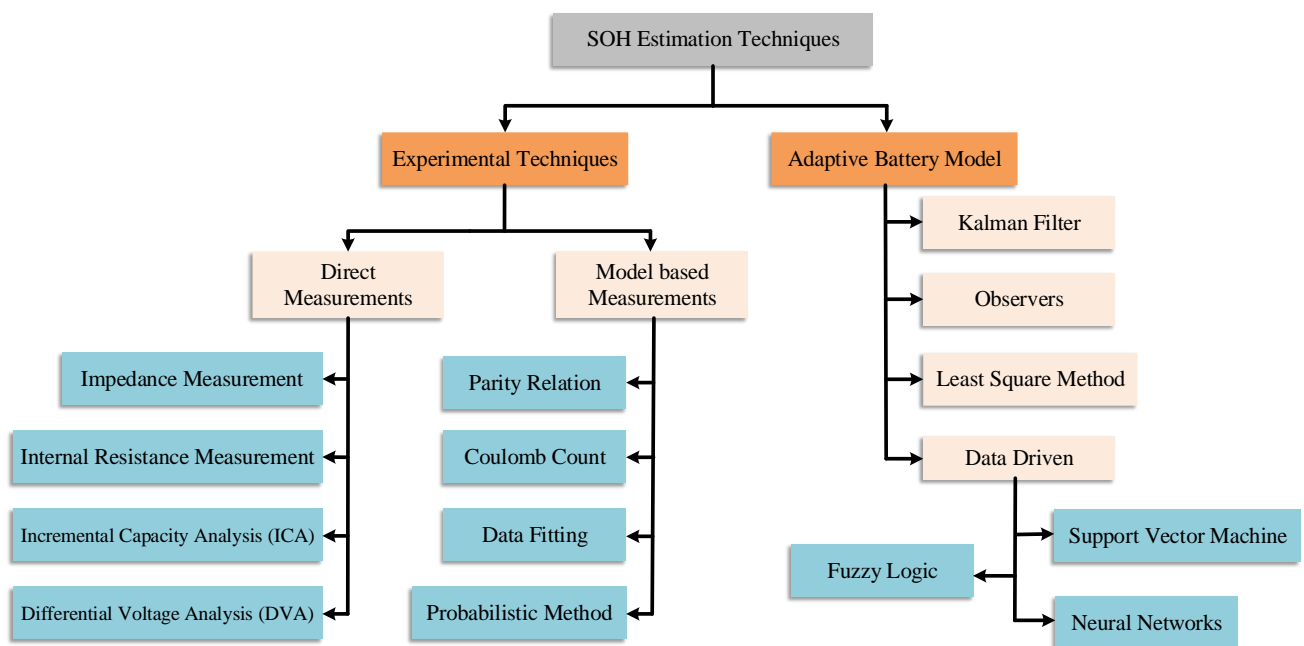 SOH Estimation Techniques
Experimental Techniques
Adaptive Battery Model
Direct
Measurements
Model based
Measurements
Impedance Measurement
Internal Resistance Measurement
Incremental Capacity Analysis (ICA)
Differential Voltage Analysis (DVA)
Parity Relation
Coulomb Count
Data Fitting
Probabilistic Method
Kalman Filter
Observers
Least Square Method
Data Driven
Support Vector Machine
Fuzzy Logic
Neural Networks